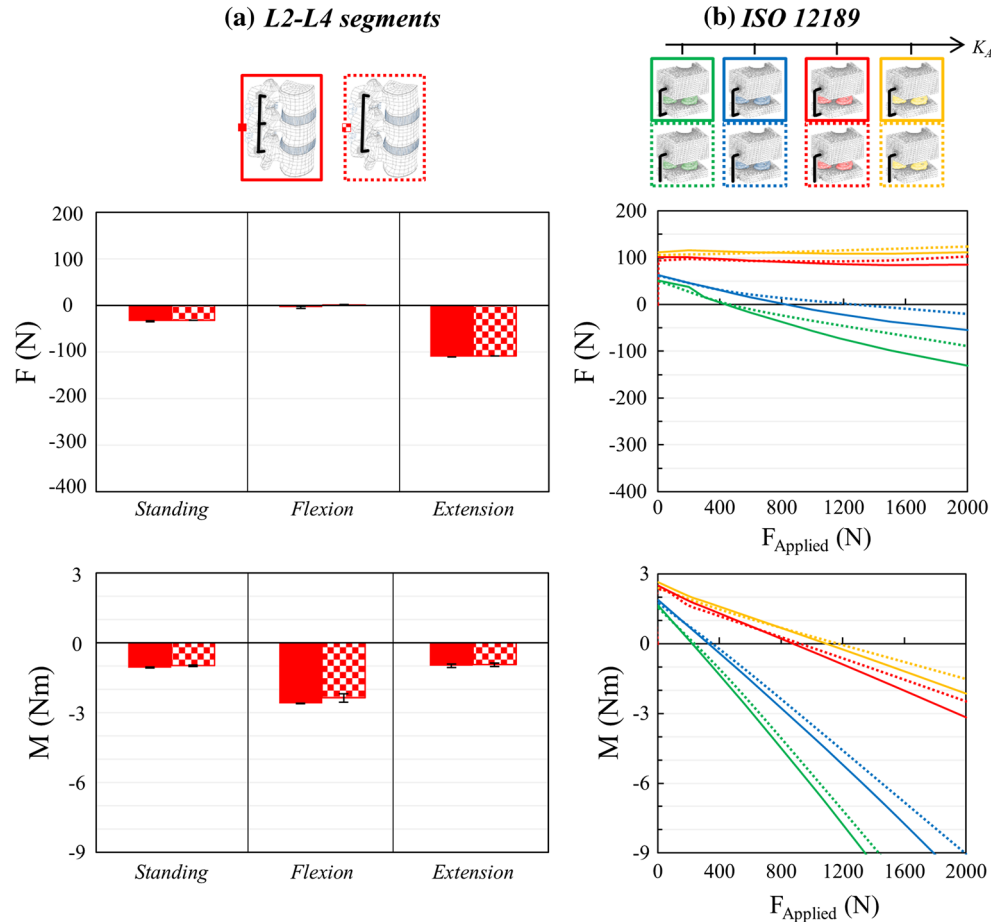 (a) L2-L4 segments
(b) ISO 12189
K_A
200
100
0
-100
-200
-300
-400
F (N)
Standing
Flexion
Extension
200
100
0
-100
-200
-300
-400
F (N)
0
400
800
1200
1600
2000
F_Applied (N)
3
0
-3
-6
-9
M (Nm)
Standing
Flexion
Extension
3
0
-3
-6
-9
M (Nm)
0
400
800
1200
1600
2000
F_Applied (N)